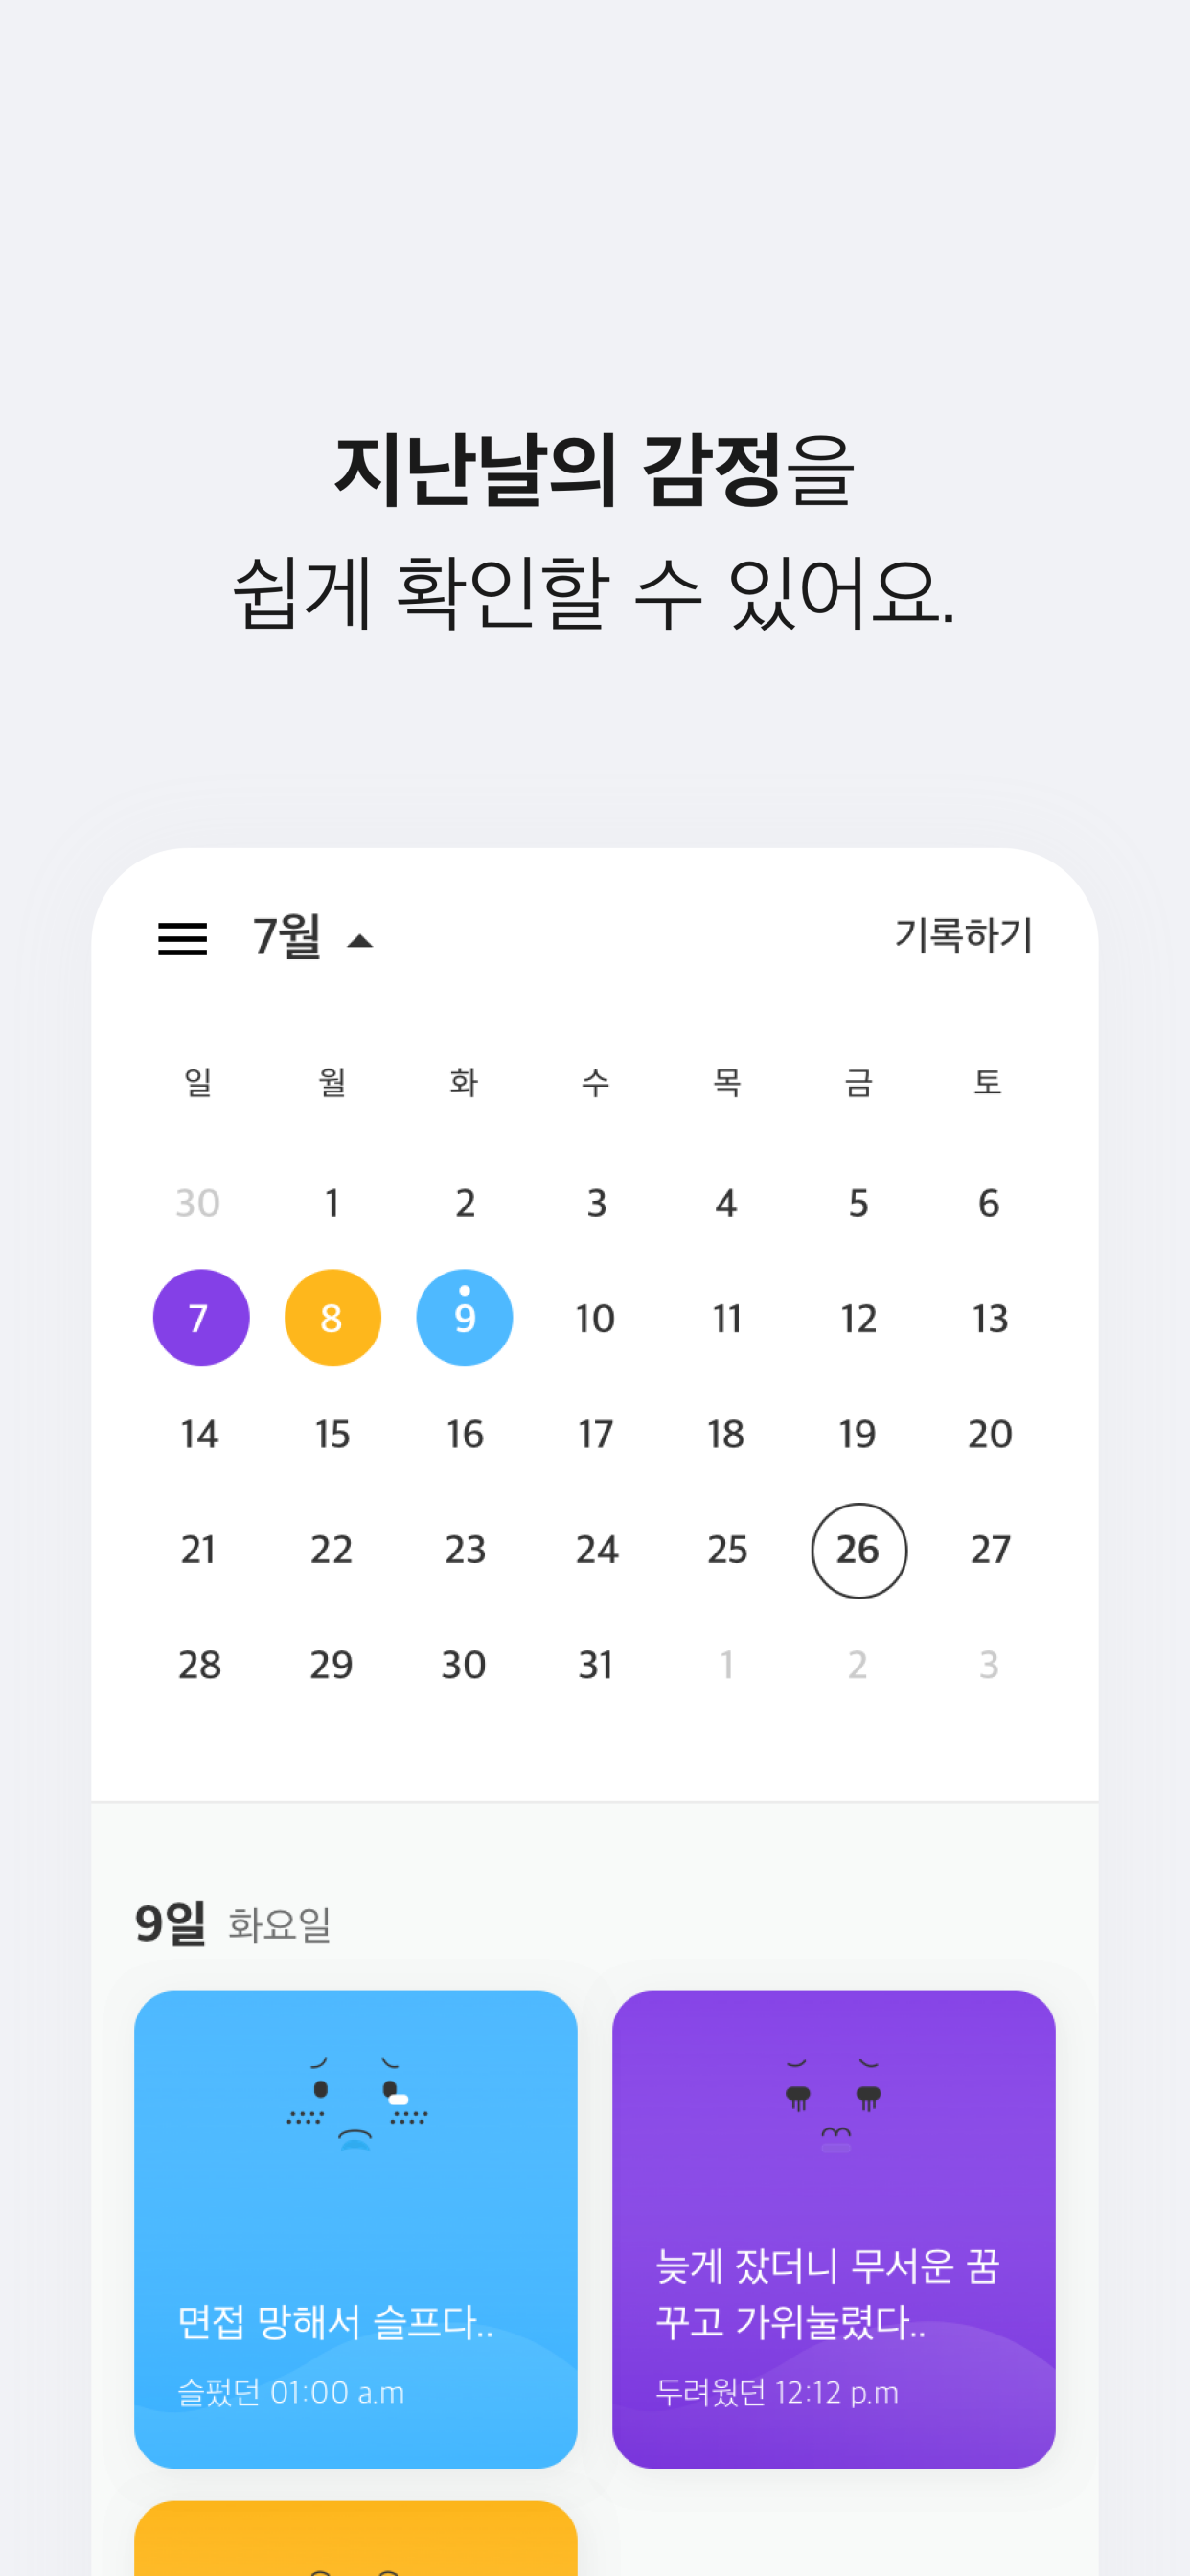 지난날의 감정을
쉽게 확인할 수 있어요.
7월 기록하기
일 월 화 수 목 금 토
30 1 2 3 4 5 6
7 8 9 10 11 12 13
14 15 16 17 18 19 20
21 22 23 24 25 26 27
28 29 30 31 1 2 3
9일 화요일
면접 망해서 슬프다..
슬펐던 01:00 a.m
늦게 잤더니 무서운 꿈
꾸고 가위눌렸다..
두려웠던 12:12 p.m